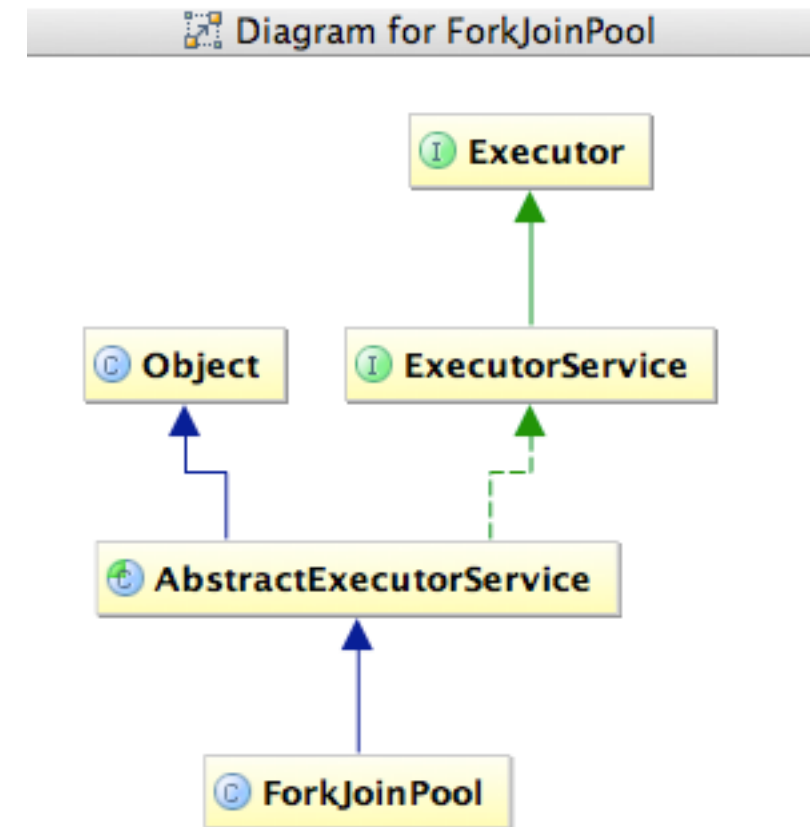 Diagram for ForkJoinPool
I Executor
C Object
I ExecutorService
C AbstractExecutorService
C ForkJoinPool